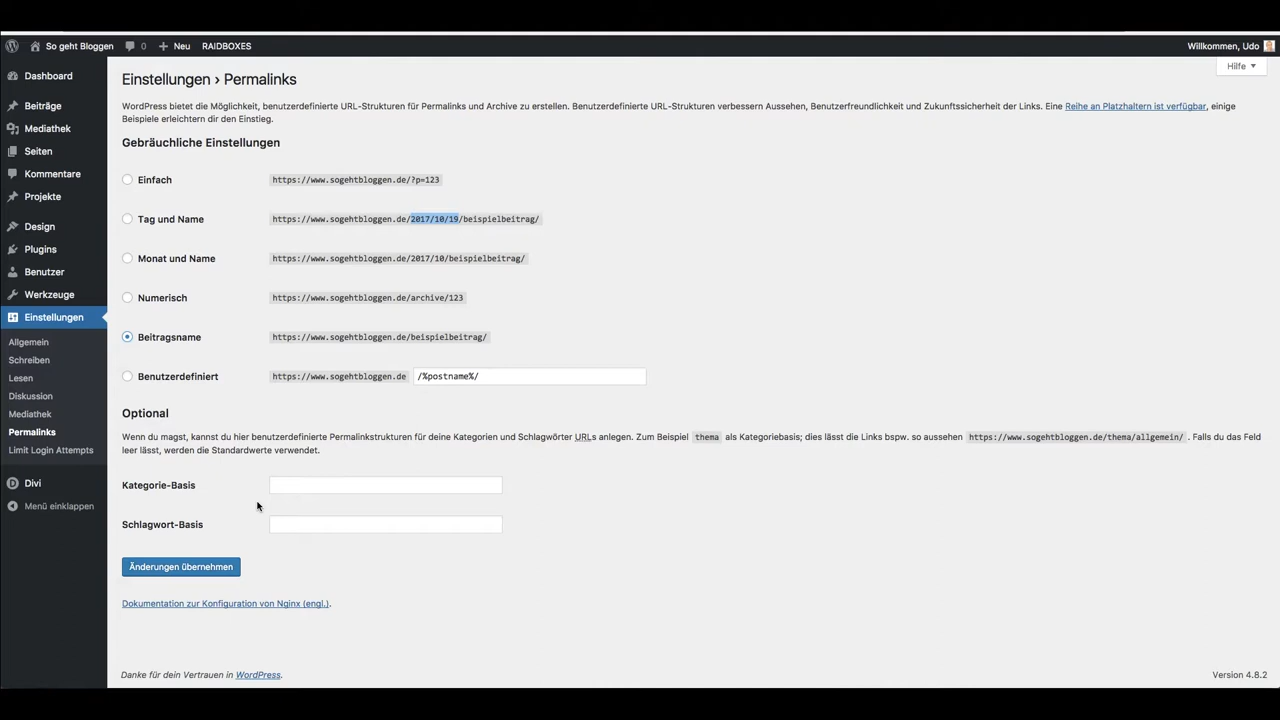 So geht Bloggen 0 Neu RAIDBOXES Willkommen, Udo
Hilfe
Dashboard
Beiträge
Mediathek
Seiten
Kommentare
Projekte
Design
Plugins
Benutzer
Werkzeuge
Einstellungen
Allgemein
Schreiben
Lesen
Diskussion
Mediathek
Permalinks
Limit Login Attempts
Divi
Menü einklappen
Einstellungen › Permalinks
WordPress bietet die Möglichkeit, benutzerdefinierte URL-Strukturen für Permalinks und Archive zu erstellen. Benutzerdefinierte URL-Strukturen verbessern Aussehen, Benutzerfreundlichkeit und Zukunftssicherheit der Links. Eine Reihe an Platzhaltern ist verfügbar, einige
Beispiele erleichtern dir den Einstieg.
Gebräuchliche Einstellungen
Einfach https://www.sogehtbloggen.de/?p=123
Tag und Name https://www.sogehtbloggen.de/2017/10/19/beispielbeitrag/
Monat und Name https://www.sogehtbloggen.de/2017/10/beispielbeitrag/
Numerisch https://www.sogehtbloggen.de/archive/123
Beitragsname https://www.sogehtbloggen.de/beispielbeitrag/
Benutzerdefiniert https://www.sogehtbloggen.de /%postname%/
Optional
Wenn du magst, kannst du hier benutzerdefinierte Permalinkstrukturen für deine Kategorien und Schlagwörter URLs anlegen. Zum Beispiel thema als Kategoriebasis; dies lässt die Links bspw. so aussehen https://www.sogehtbloggen.de/thema/allgemein/ . Falls du das Feld
leer lässt, werden die Standardwerte verwendet.
Kategorie-Basis
Schlagwort-Basis
Änderungen übernehmen
Dokumentation zur Konfiguration von Nginx (engl.).
Danke für dein Vertrauen in WordPress. Version 4.8.2